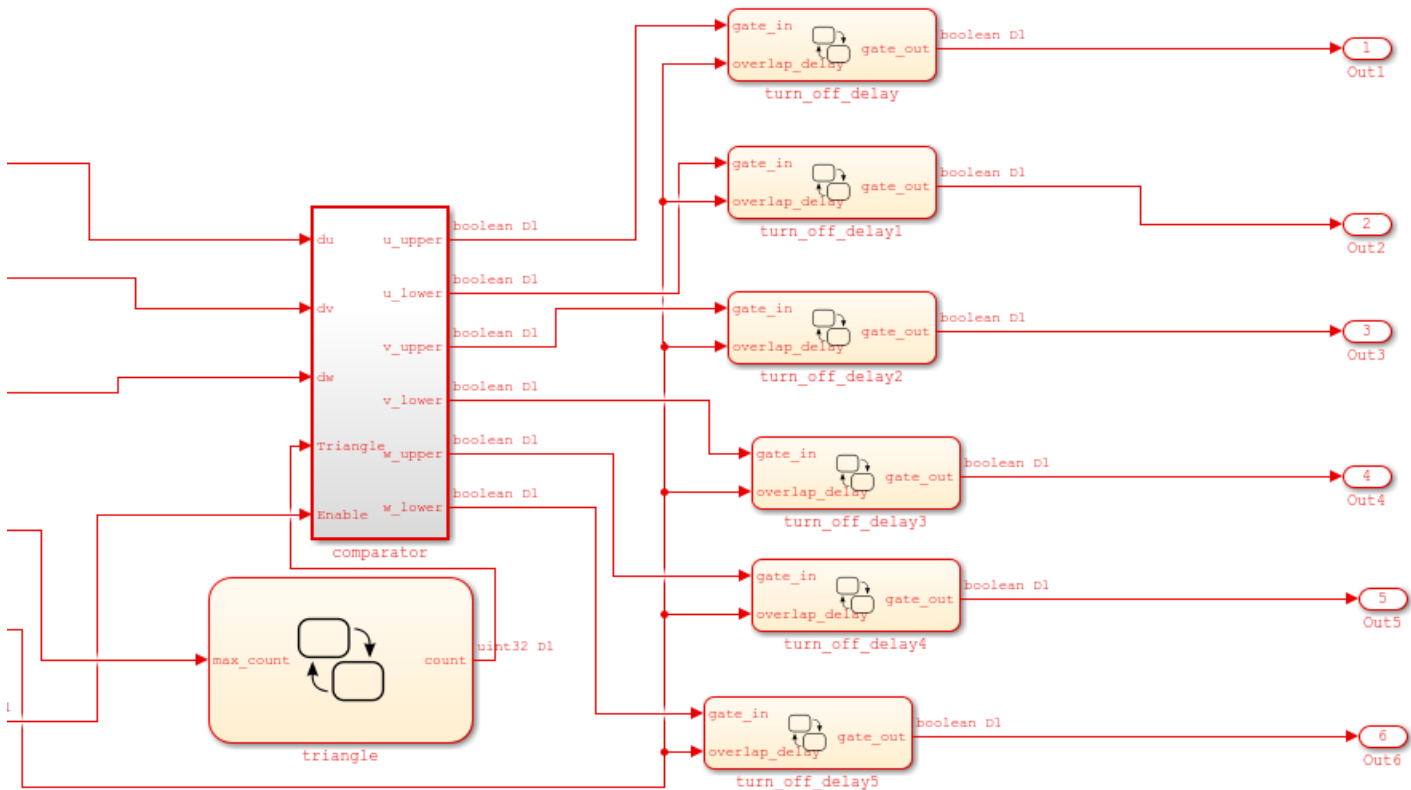 gate_in
overlap_delay
gate_out
boolean D1
turn_off_delay
1
Out1
gate_in
overlap_delay
gate_out
boolean D1
turn_off_delay1
2
Out2
gate_in
overlap_delay
gate_out
boolean D1
turn_off_delay2
3
Out3
du
dv
dw
Triangle
Enable
u_upper
u_lower
v_upper
v_lower
w_upper
w_lower
boolean D1
boolean D1
boolean D1
boolean D1
boolean D1
boolean D1
comparator
gate_in
overlap_delay
gate_out
boolean D1
turn_off_delay3
4
Out4
gate_in
overlap_delay
gate_out
boolean D1
turn_off_delay4
5
Out5
max_count
count
uint32 D1
triangle
gate_in
overlap_delay
gate_out
boolean D1
turn_off_delay5
6
Out6